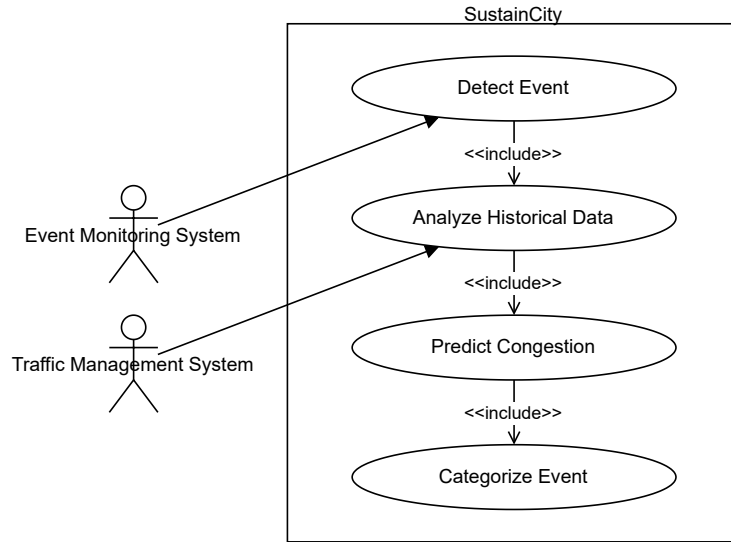 SustainCity
Detect Event
<<include>>
Analyze Historical Data
Event Monitoring System
<<include>>
Predict Congestion
Traffic Management System
<<include>>
Categorize Event